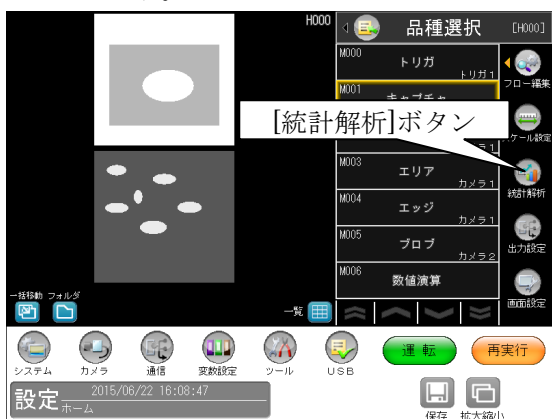 H000
品種選択 [H000]
M000 トリガ トリガ1
フロー編集
M001 キャプチャ
[統計解析]ボタン
ケール設定
ラ1
M003 エリア カメラ1
統計解析
M004 エッジ カメラ1
M005 ブロブ カメラ2
出力設定
M006 数値演算
画面設定
一括移動 フォルダ
一覧
システム カメラ 通信 変数設定 ツール USB
運転 再実行
設定 2015/06/22 16:08:47
ホーム
保存 拡大縮小